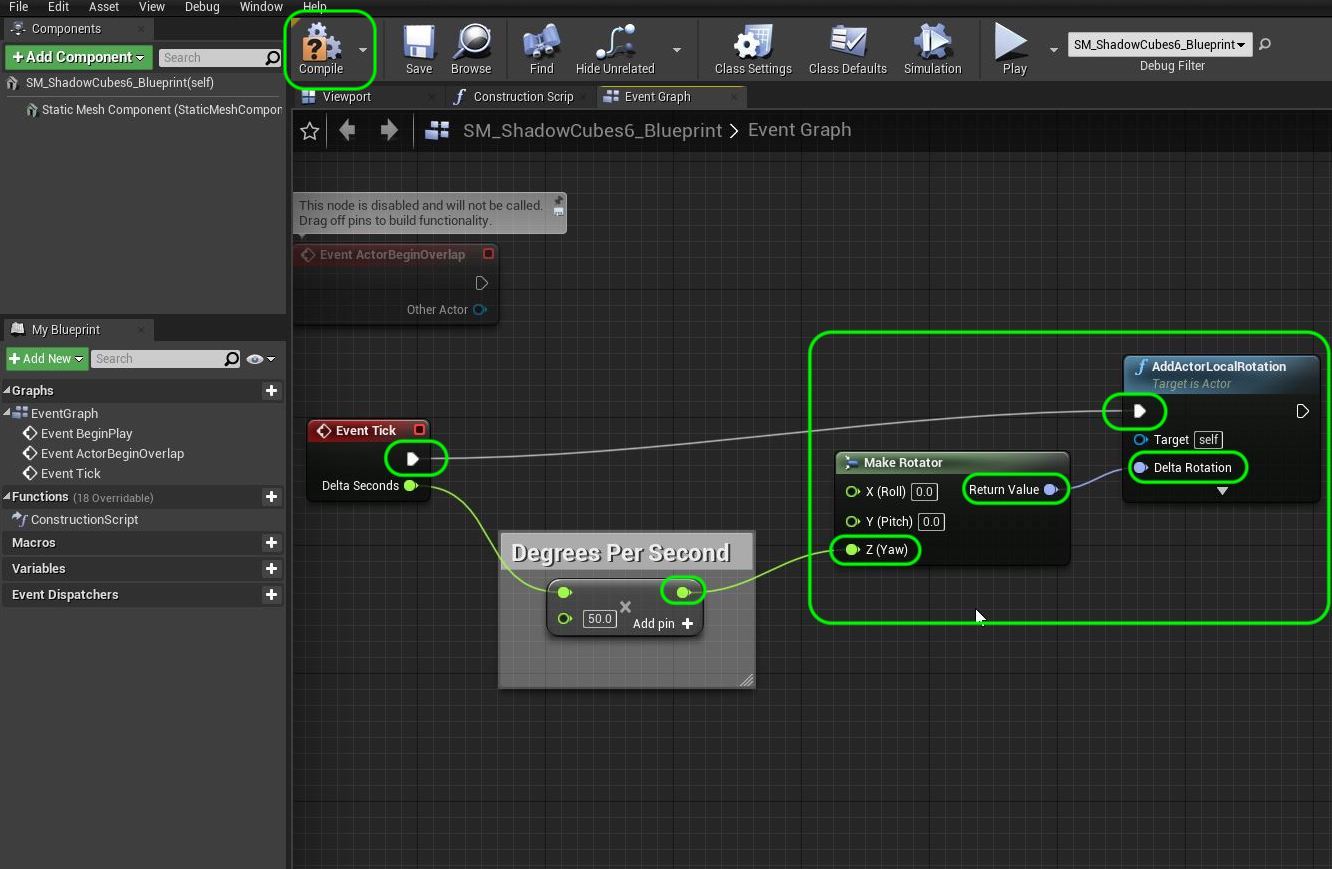 File Edit Asset View Debug Window Help
Components
+Add Component
Search
SM_ShadowCubes6_Blueprint(self)
Static Mesh Component (StaticMeshCompon
Compile
Save
Browse
Find
Hide Unrelated
Class Settings
Class Defaults
Simulation
Play
SM_ShadowCubes6_Blueprint
Debug Filter
Viewport
Construction Scrip
Event Graph
SM_ShadowCubes6_Blueprint > Event Graph
This node is disabled and will not be called.
Drag off pins to build functionality.
Event ActorBeginOverlap
Other Actor
My Blueprint
+Add New
Search
Graphs
EventGraph
Event BeginPlay
Event ActorBeginOverlap
Event Tick
Functions (18 Overridable)
ConstructionScript
Macros
Variables
Event Dispatchers
Event Tick
Delta Seconds
Degrees Per Second
50.0
Add pin +
Make Rotator
X (Roll) 0.0
Return Value
Y (Pitch) 0.0
Z (Yaw)
AddActorLocalRotation
Target is Actor
Target self
Delta Rotation